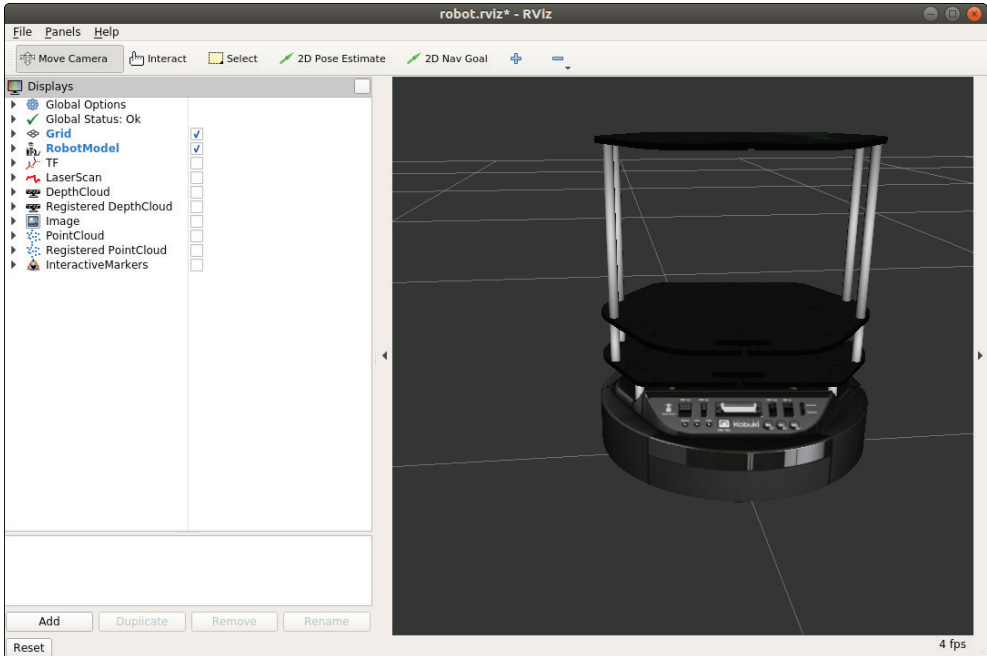 robot.rviz* - RViz
File Panels Help
Move Camera Interact Select 2D Pose Estimate 2D Nav Goal
Displays
Global Options
Global Status: Ok
Grid
RobotModel
TF
LaserScan
DepthCloud
Registered DepthCloud
Image
PointCloud
Registered PointCloud
InteractiveMarkers
Kobuki
Add Duplicate Remove Rename
Reset
4 fps